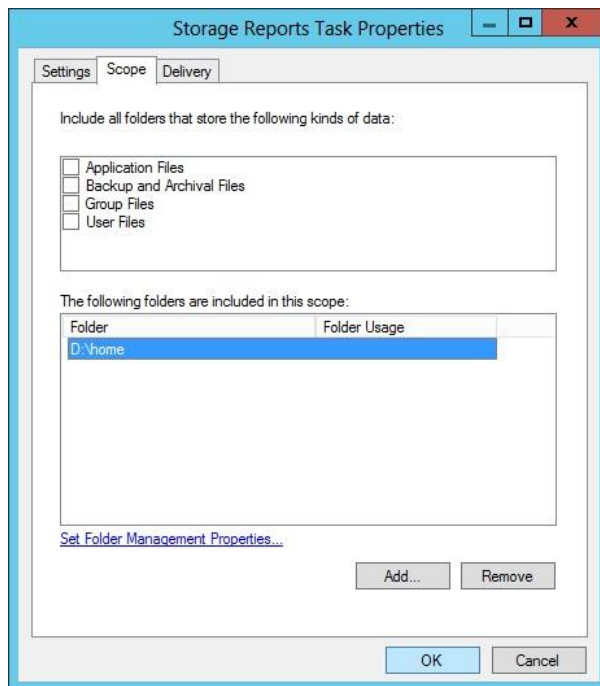 Storage Reports Task Properties
Settings Scope Delivery
Include all folders that store the following kinds of data:
Application Files
Backup and Archival Files
Group Files
User Files
The following folders are included in this scope:
Folder Folder Usage
D:\home
Set Folder Management Properties...
Add... Remove
OK Cancel